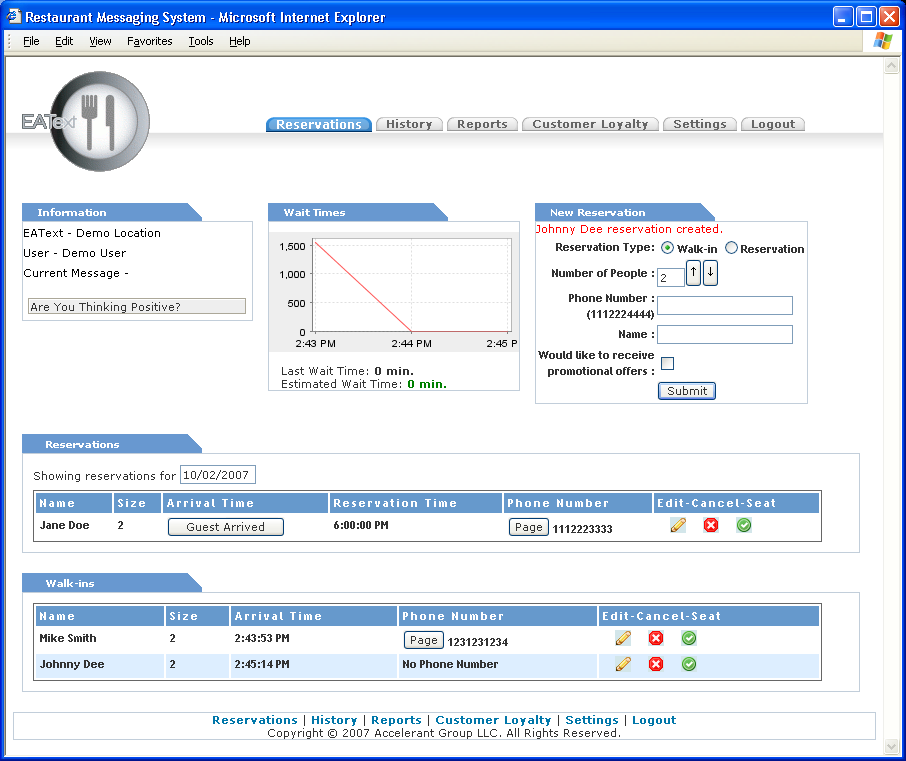 Restaurant Messaging System - Microsoft Internet Explorer
File Edit View Favorites Tools Help
EAText
Reservations History Reports Customer Loyalty Settings Logout
Information
EAText - Demo Location
User - Demo User
Current Message -
Are You Thinking Positive?
Wait Times
1,500
1,000
500
0
2:43 PM 2:44 PM 2:45 P
Last Wait Time: 0 min.
Estimated Wait Time: 0 min.
New Reservation
Johnny Dee reservation created.
Reservation Type: Walk-in Reservation
Number of People : 2 ↑ ↓
Phone Number :
(1112224444)
Name :
Would like to receive
promotional offers :
Submit
Reservations
Showing reservations for 10/02/2007
Name Size Arrival Time Reservation Time Phone Number Edit-Cancel-Seat
Jane Doe 2 Guest Arrived 6:00:00 PM Page 1112223333
Walk-ins
Name Size Arrival Time Phone Number Edit-Cancel-Seat
Mike Smith 2 2:43:53 PM Page 1231231234
Johnny Dee 2 2:45:14 PM No Phone Number
Reservations | History | Reports | Customer Loyalty | Settings | Logout
Copyright © 2007 Accelerant Group LLC. All Rights Reserved.